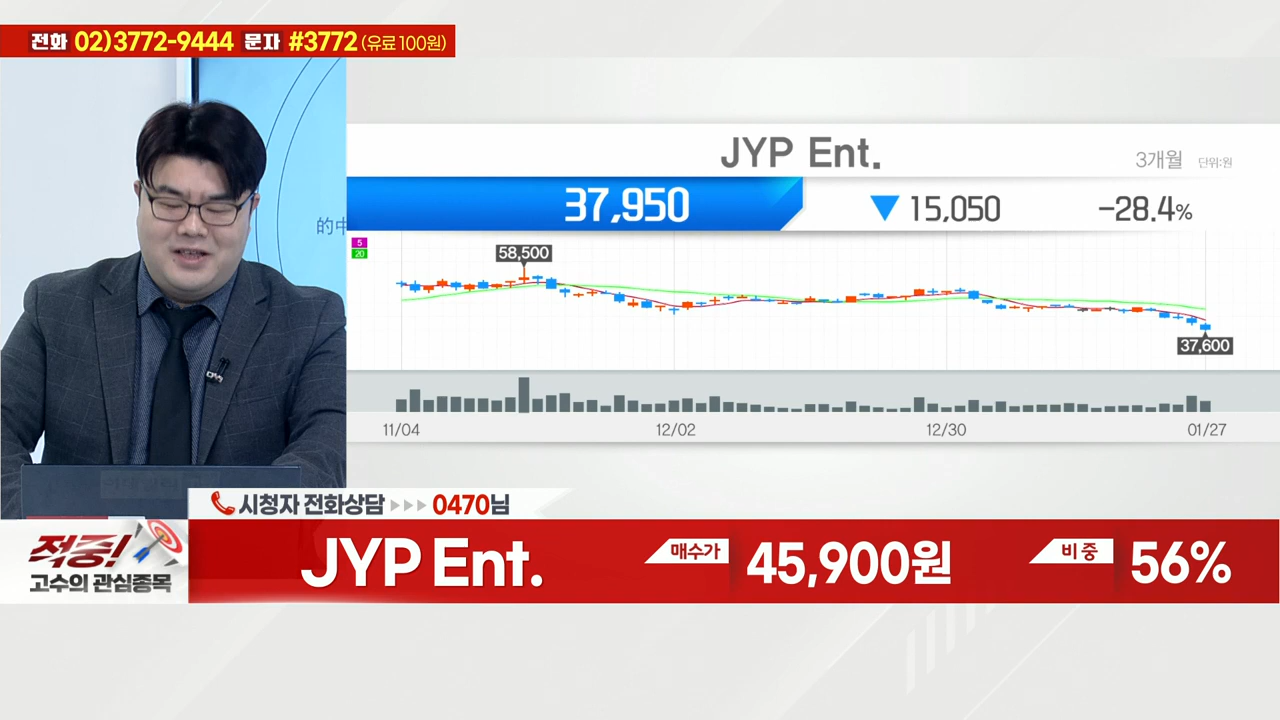 전화 02)3772-9444 문자 #3772 (유료 100원)
的中
JYP Ent.
3개월 단위:원
37,950 ▼ 15,050 -28.4%
5
20
58,500
37,600
11/04 12/02 12/30 01/27
시청자 전화상담 ▶▶▶ 0470님
적중!
고수의 관심종목
JYP Ent. 매수가 45,900원 비중 56%